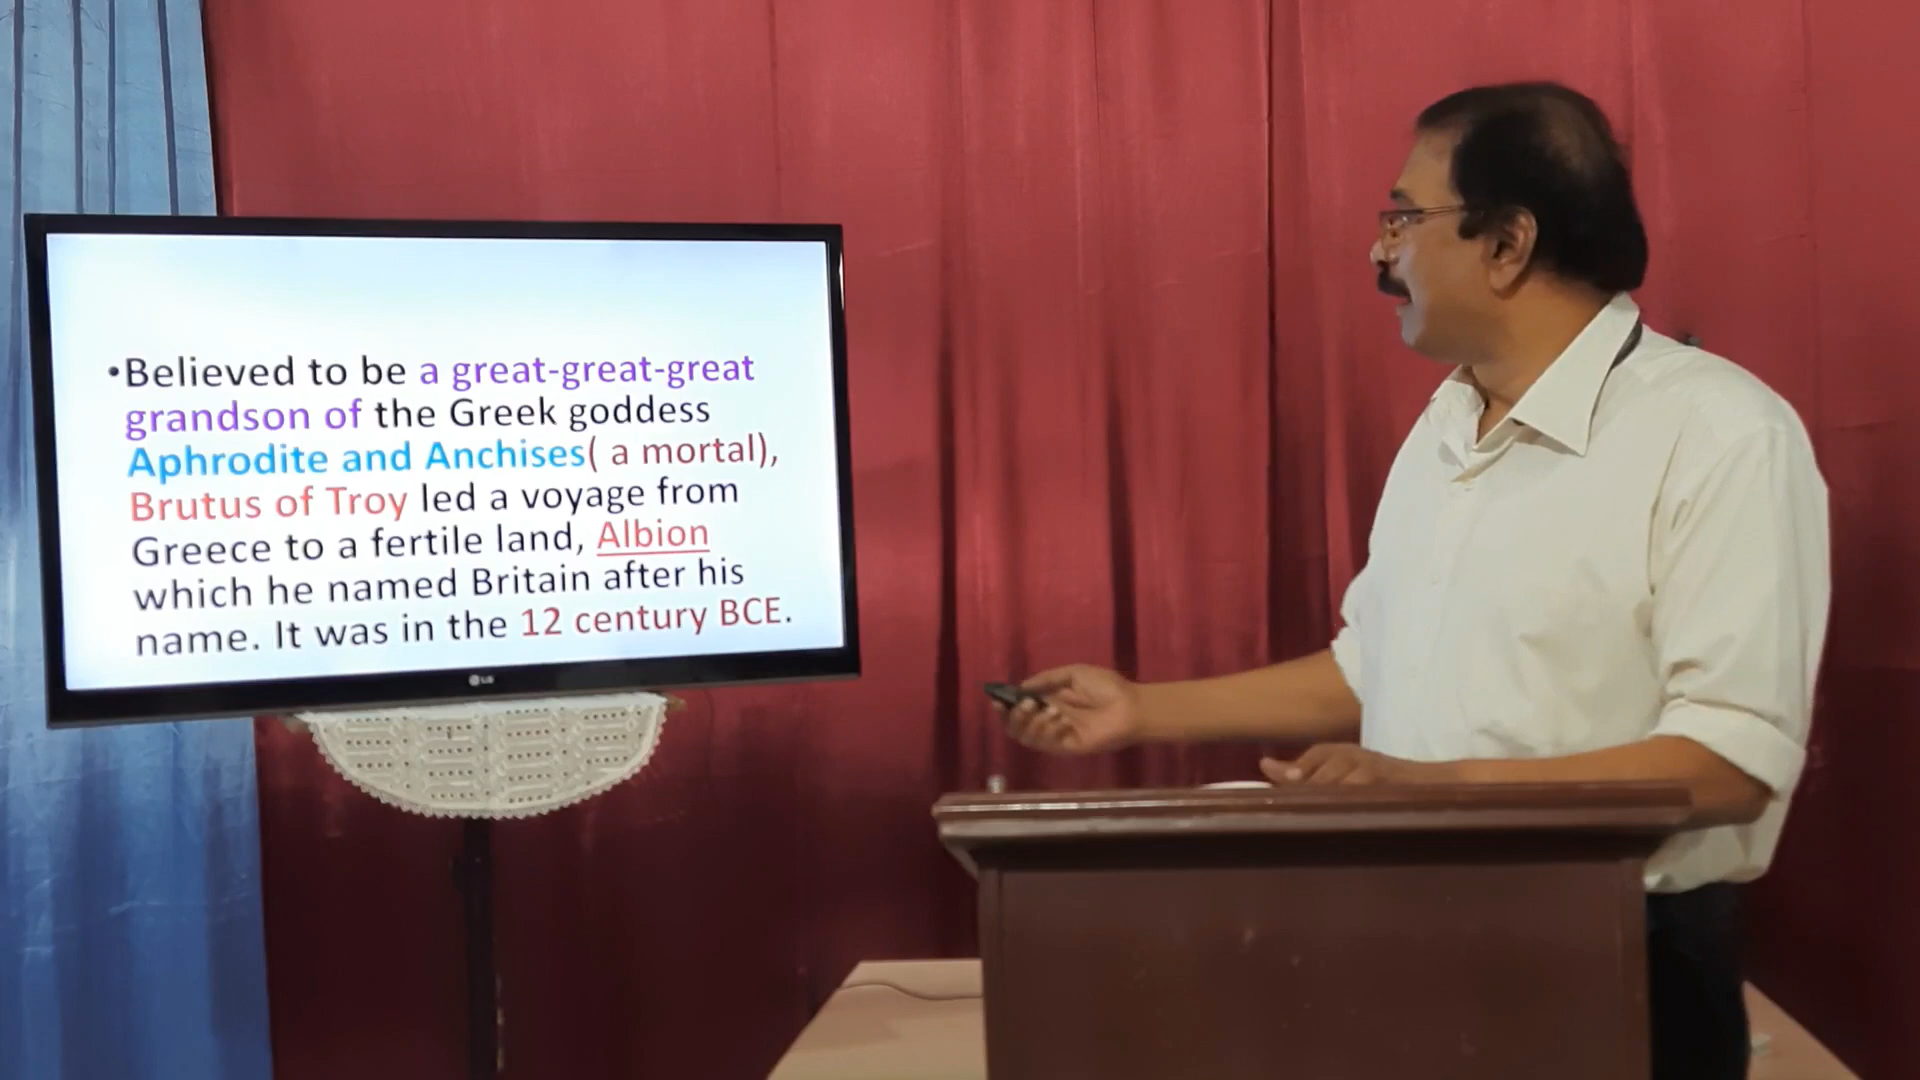 •Believed to be a great-great-great
grandson of the Greek goddess
Aphrodite and Anchises( a mortal),
Brutus of Troy led a voyage from
Greece to a fertile land, Albion
which he named Britain after his
name. It was in the 12 century BCE.
LG